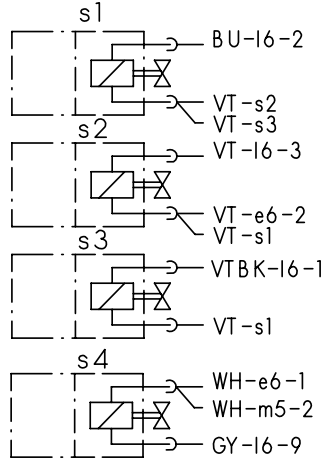 s1
BU-16-2
VT-s2
VT-s3
s2
VT-16-3
VT-e6-2
VT-s1
s3
VTBK-16-1
VT-s1
s4
WH-e6-1
WH-m5-2
GY-16-9